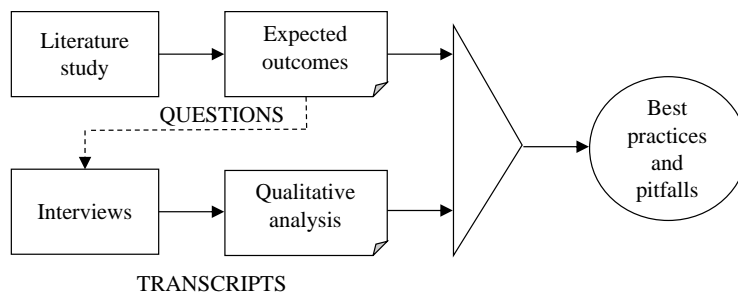 Literature
study
Expected
outcomes
QUESTIONS
Interviews
Qualitative
analysis
TRANSCRIPTS
Best
practices
and
pitfalls